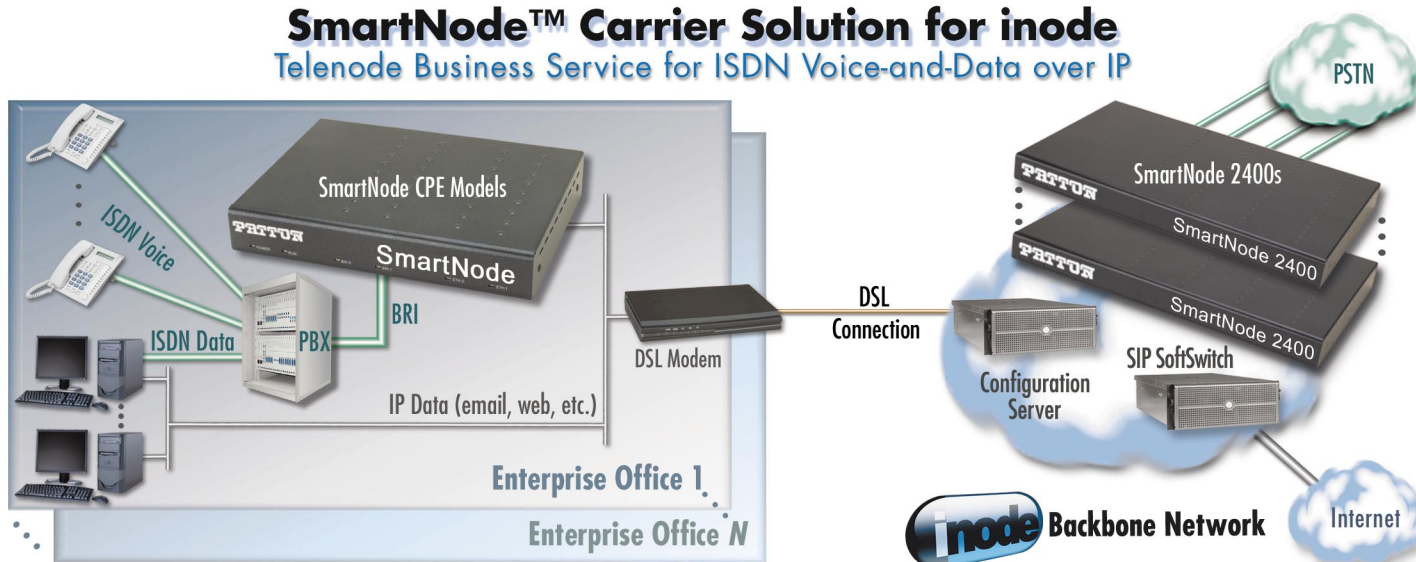 SmartNode™ Carrier Solution for inode
Telenode Business Service for ISDN Voice-and-Data over IP
PSTN
SmartNode CPE Models
PATTON
SmartNode
ISDN Voice
ISDN Data
PBX
BRI
DSL Modem
IP Data (email, web, etc.)
Enterprise Office 1
Enterprise Office N
DSL
Connection
SmartNode 2400s
PATTON
SmartNode 2400
PATTON
SmartNode 2400
SIP SoftSwitch
Configuration
Server
inode Backbone Network
Internet